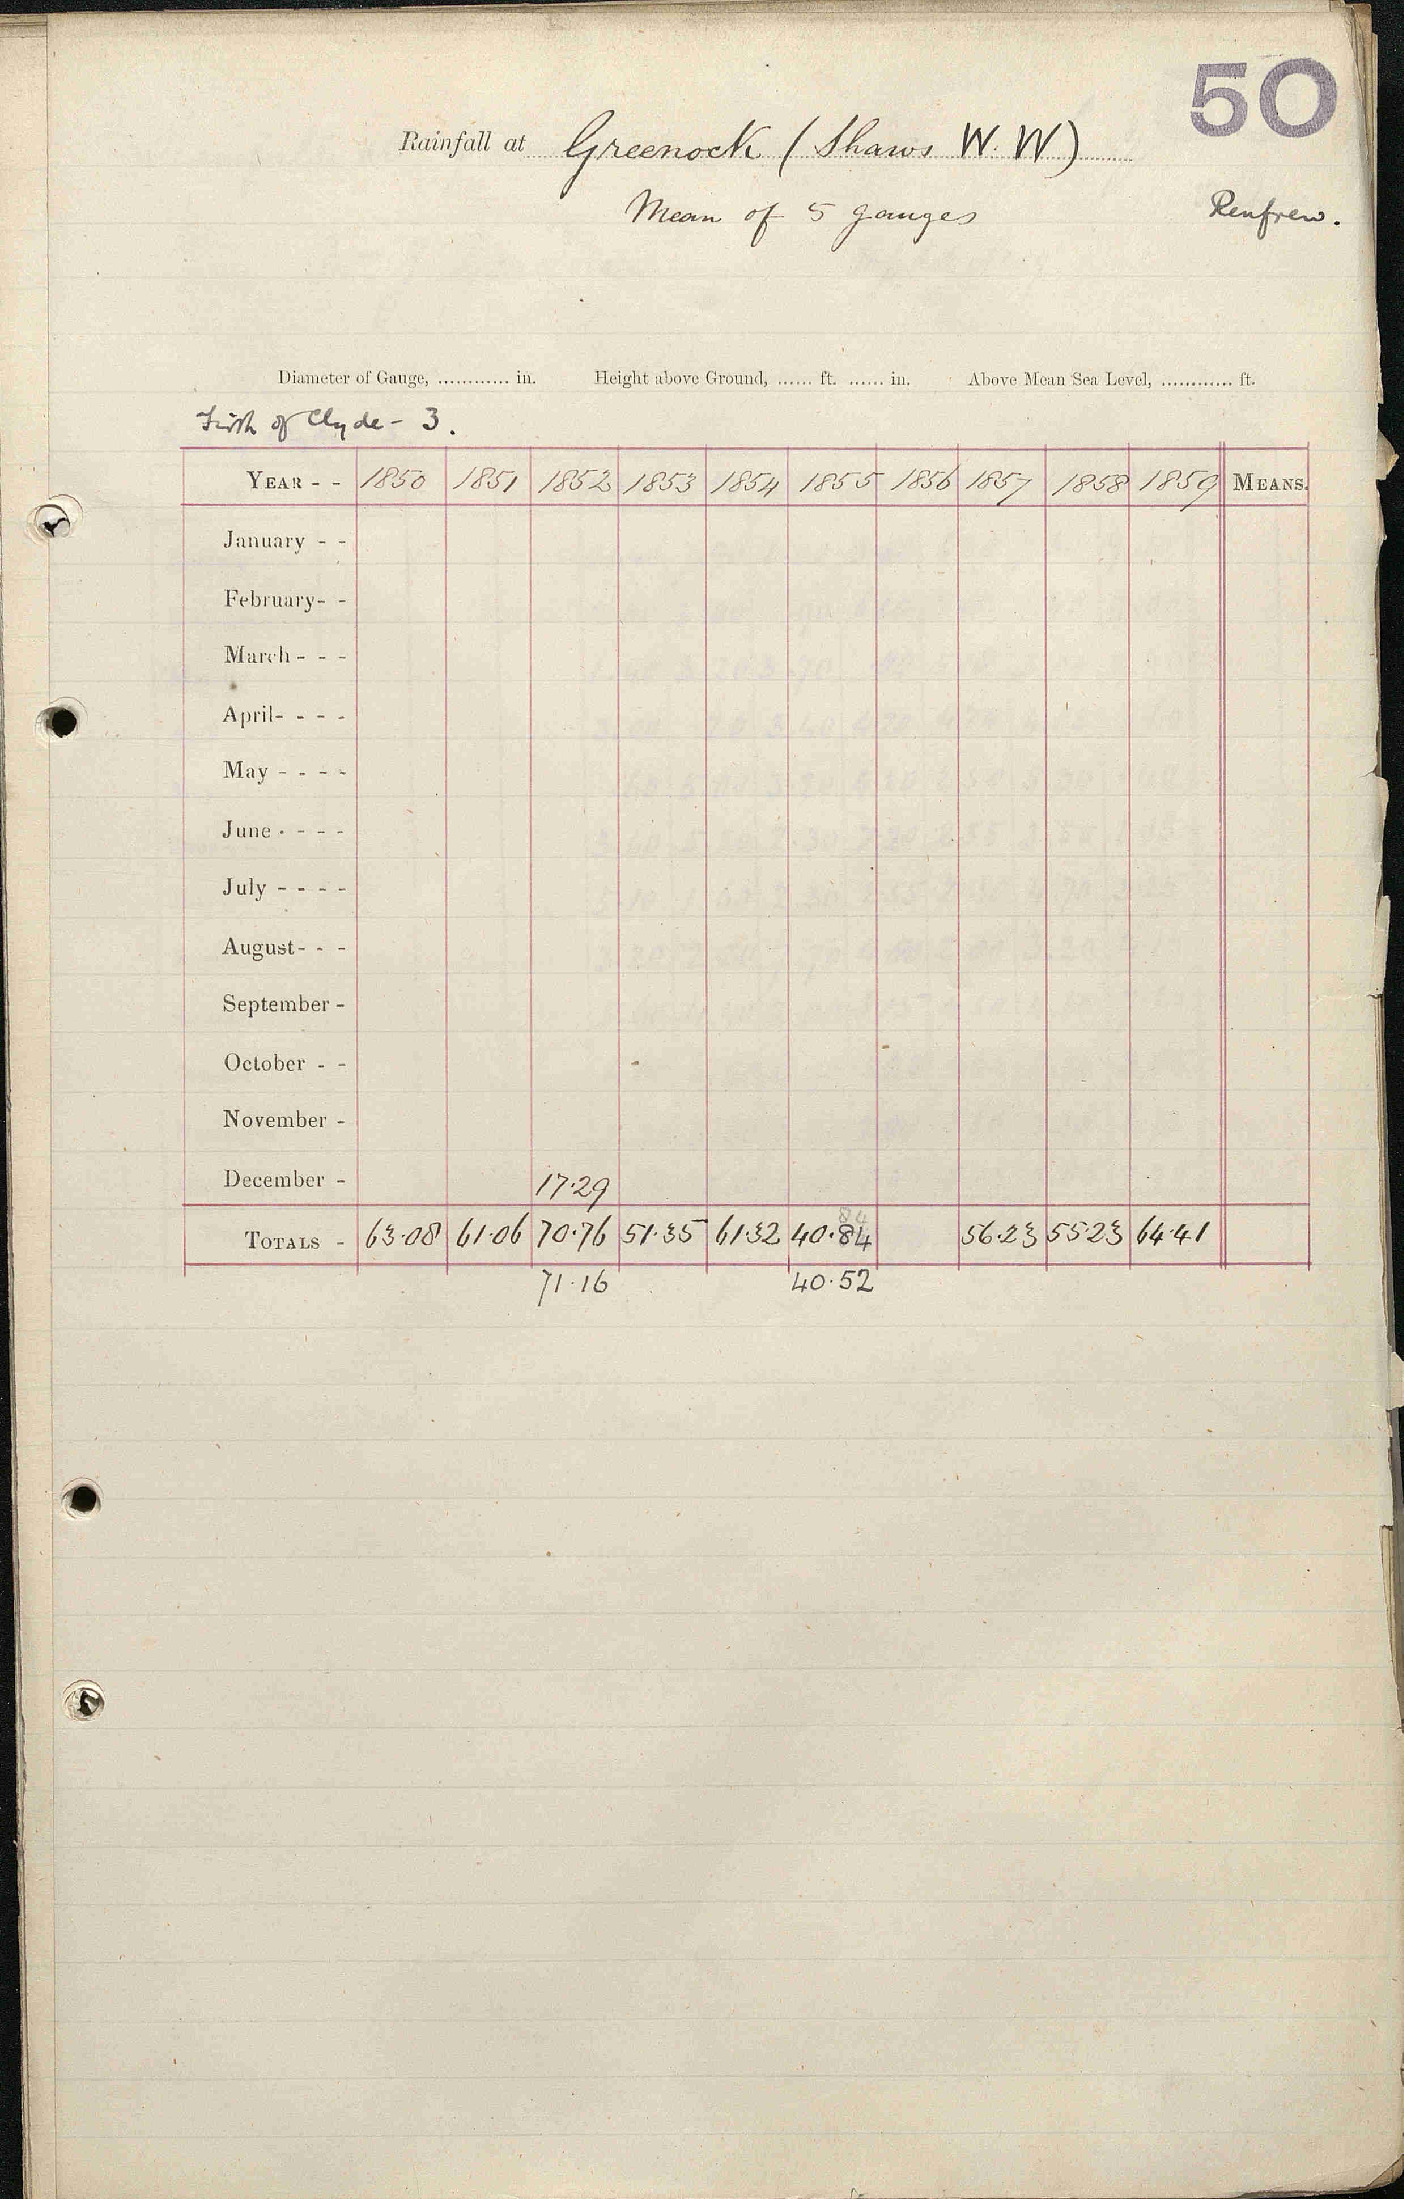 50
Rainfall at Greenock (Shaws W. W)
Mean of 5 gauges
Renfrew.
Diameter of Gauge, ............ in. Height above Ground, ...... ft. ...... in. Above Mean Sea Level, ............ ft.
Firth of Clyde - 3.
YEAR - - 1850 1851 1852 1853 1854 1855 1856 1857 1858 1859 MEANS.
January - -
February - -
March - - -
April - - - -
May - - - -
June - - - -
July - - - -
August - - -
September -
October - -
November -
December - 17.29
84
TOTALS - 63.08 61.06 70.76 51.35 61.32 40.84 56.23 55.23 64.41
71.16 40.52